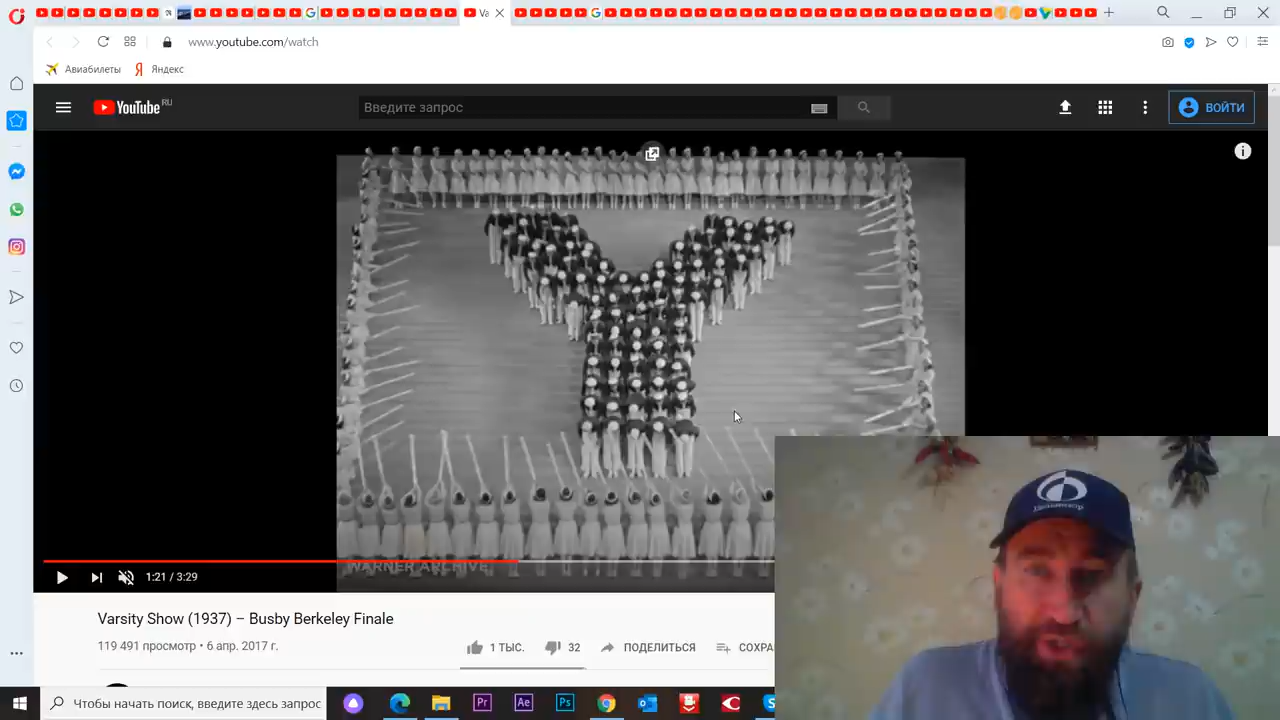 Va
www.youtube.com/watch
Авиабилеты
Яндекс
YouTube RU
Введите запрос
ВОЙТИ
WARNER ARCHIVE
1:21 / 3:29
Varsity Show (1937) – Busby Berkeley Finale
119 491 просмотр • 6 апр. 2017 г.
1 ТЫС.
32
ПОДЕЛИТЬСЯ
СОХРА
Чтобы начать поиск, введите здесь запрос
Pr
Ae
Ps